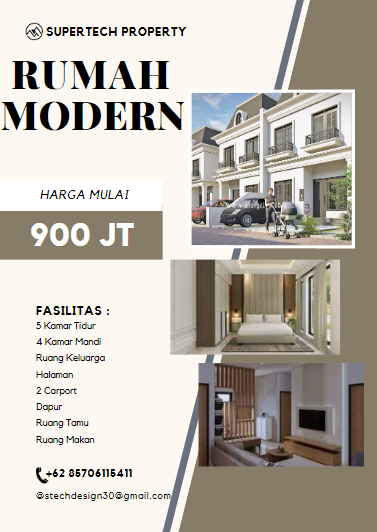 SUPERTECH PROPERTY
RUMAH
MODERN
HARGA MULAI
900 JT
FASILITAS :
5 Kamar Tidur
4 Kamar Mandi
Ruang Keluarga
Halaman
2 Carport
Dapur
Ruang Tamu
Ruang Makan
+62 85706115411
@stechdesign30@gmail.com